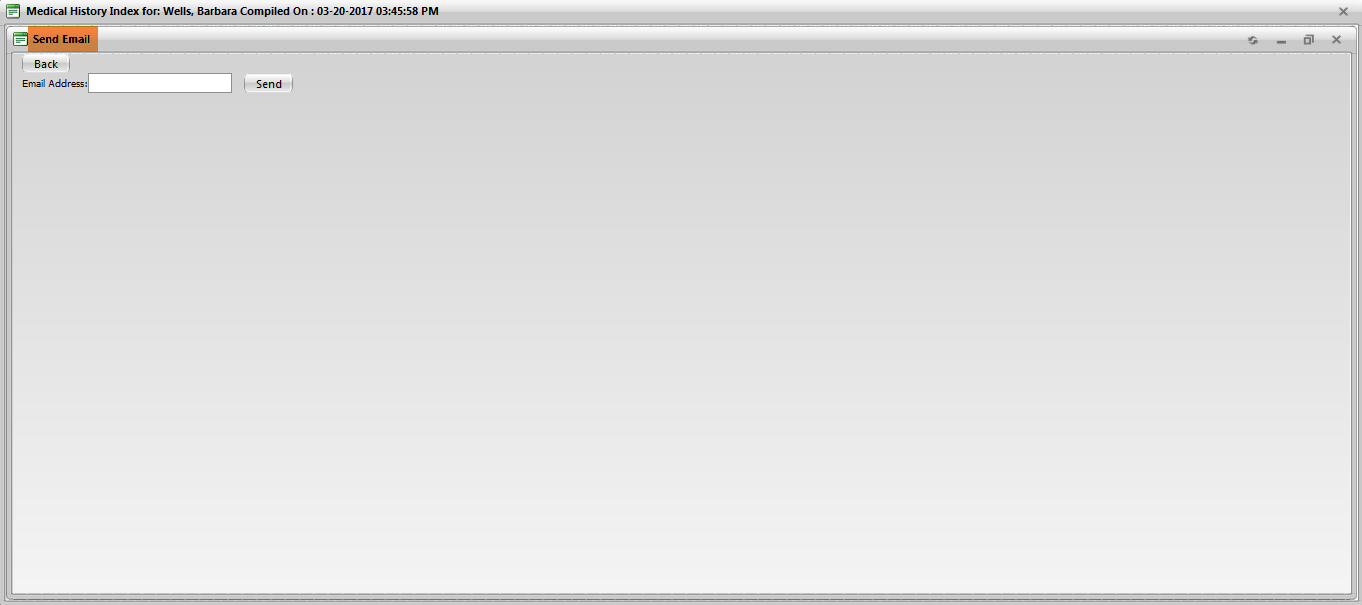 Medical History Index for: Wells, Barbara Compiled On : 03-20-2017 03:45:58 PM
Send Email
Back
Email Address: Send